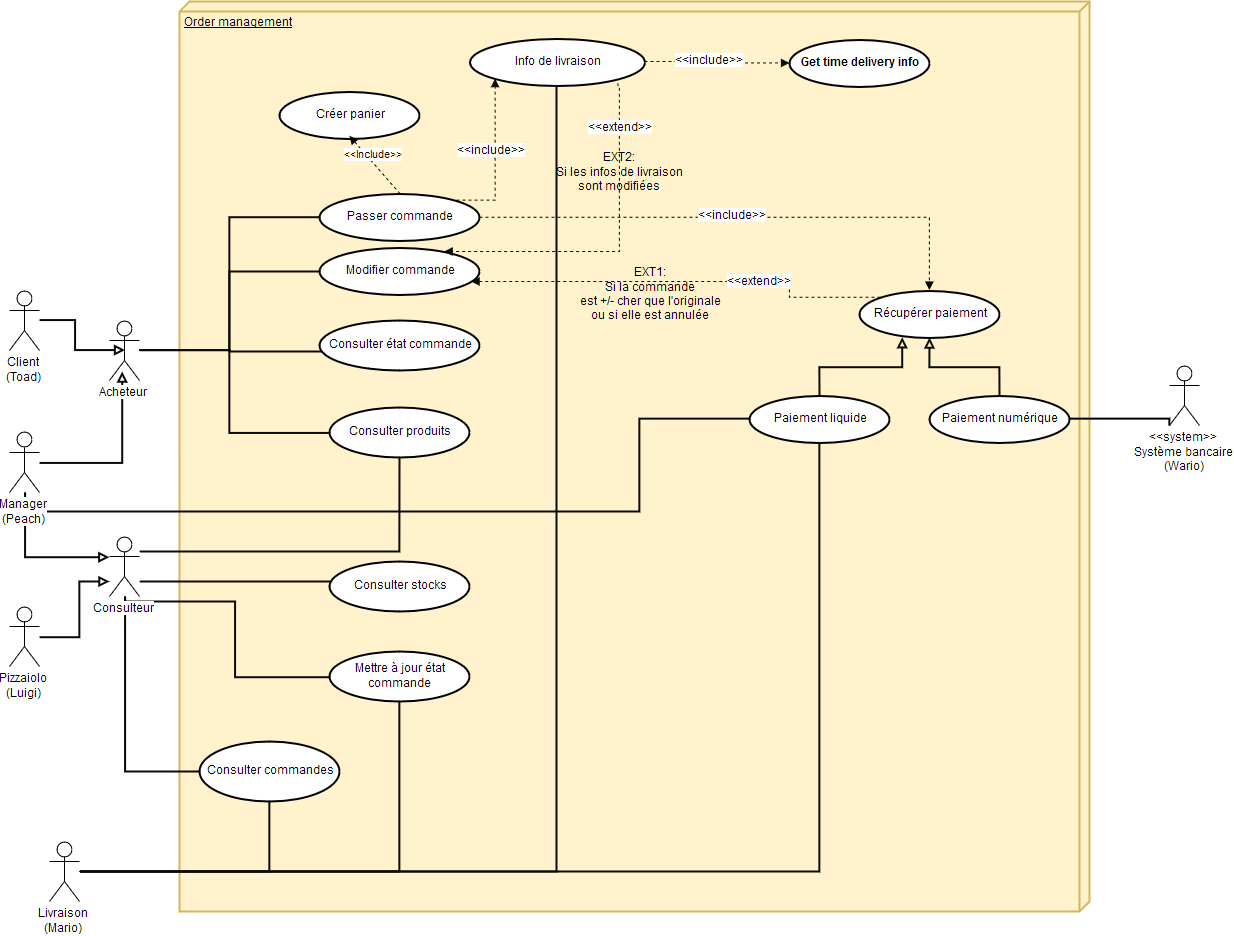 Order management
Info de livraison
<<include>>
Get time delivery info
Créer panier
<<include>>
<<include>>
<<extend>>
EXT2:
Si les infos de livraison
sont modifiées
Passer commande
<<include>>
Modifier commande
EXT1:
Si la commande
est +/- cher que l'originale
ou si elle est annulée
<<extend>>
Récupérer paiement
Client
(Toad)
Acheteur
Consulter état commande
Consulter produits
Paiement liquide
Paiement numérique
<<system>>
Système bancaire
(Wario)
Manager
(Peach)
Consulteur
Consulter stocks
Pizzaiolo
(Luigi)
Mettre à jour état
commande
Consulter commandes
Livraison
(Mario)